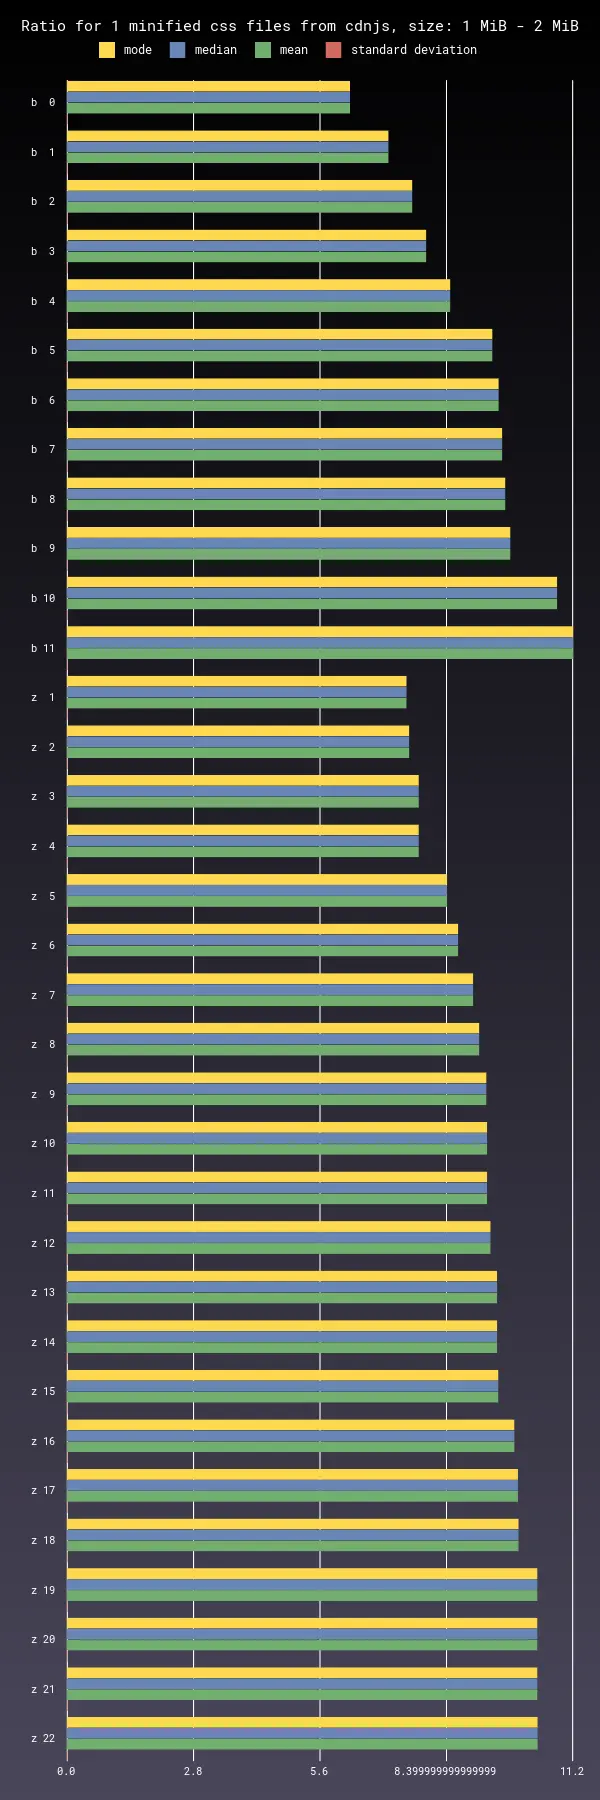 Ratio for 1 minified css files from cdnjs, size: 1 MiB - 2 MiB
mode median mean standard deviation
b 0
b 1
b 2
b 3
b 4
b 5
b 6
b 7
b 8
b 9
b 10
b 11
z 1
z 2
z 3
z 4
z 5
z 6
z 7
z 8
z 9
z 10
z 11
z 12
z 13
z 14
z 15
z 16
z 17
z 18
z 19
z 20
z 21
z 22
0.0 2.8 5.6 8.399999999999999 11.2